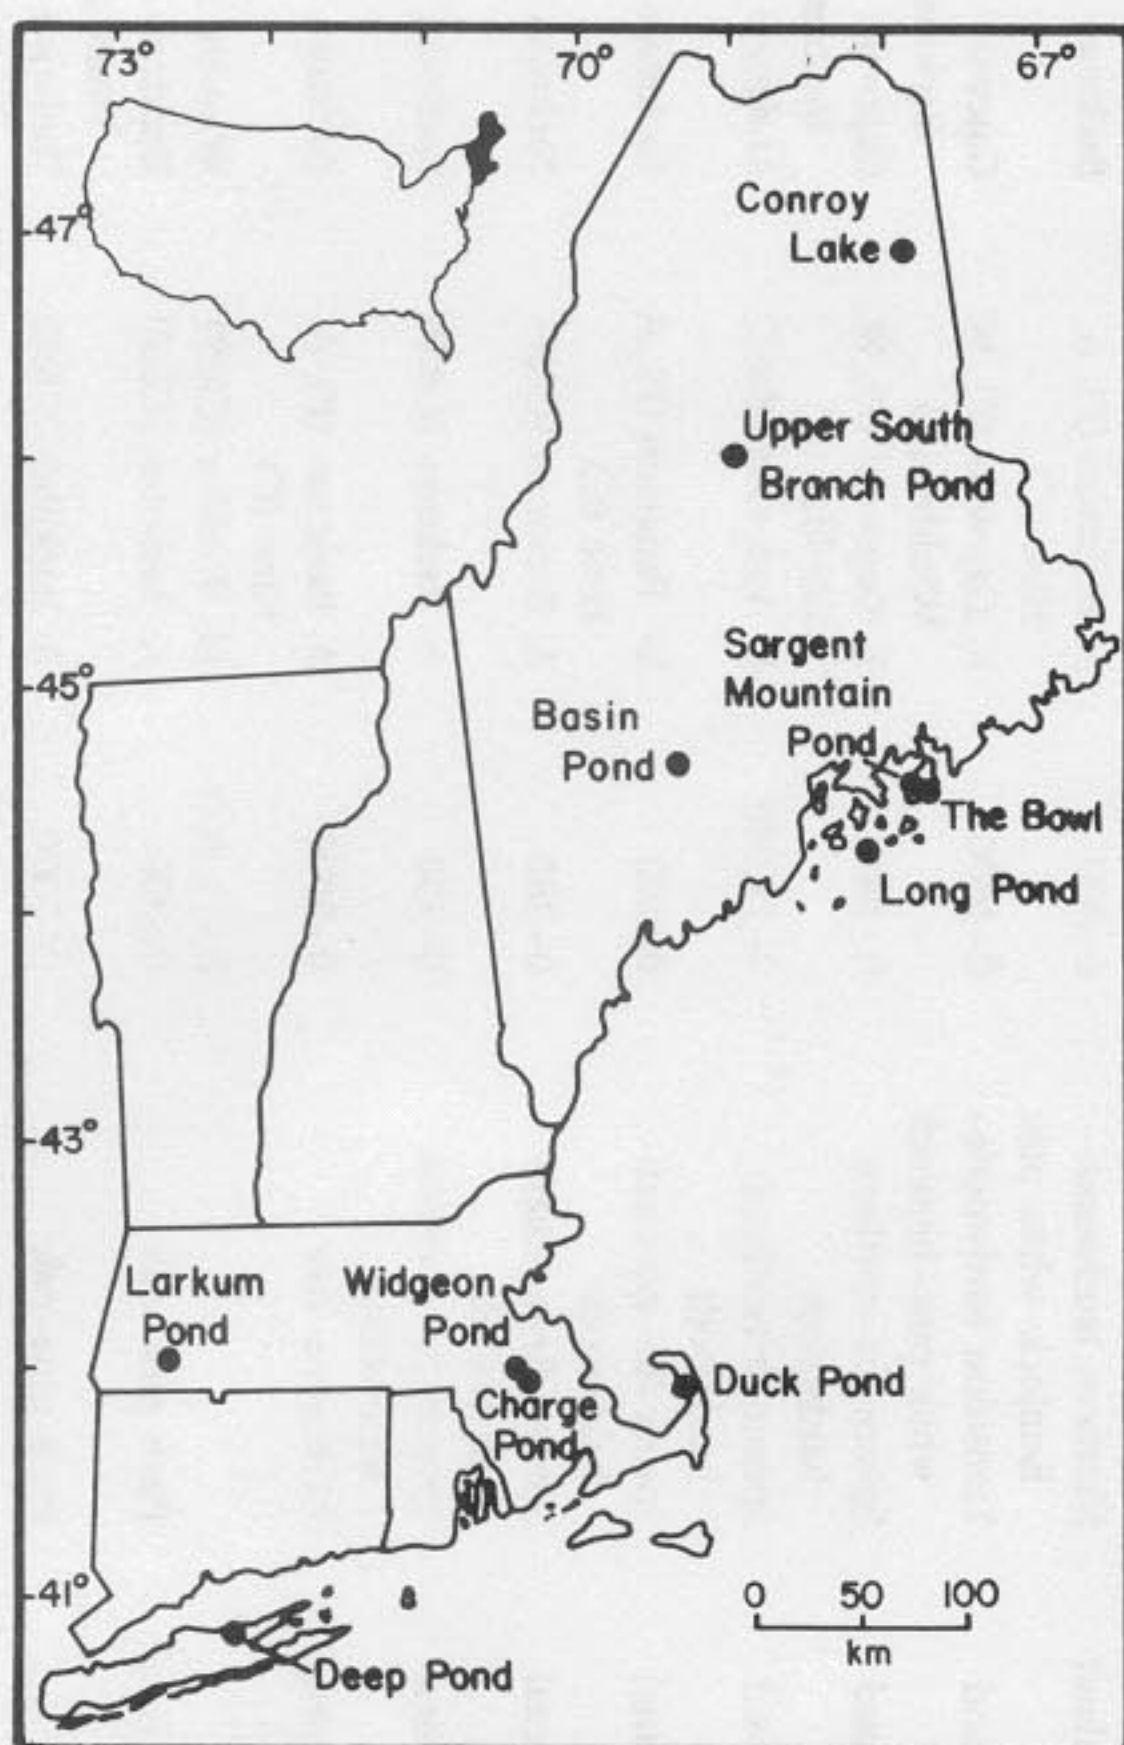 73°
70°
67°
47°
Conroy
Lake
Upper South
Branch Pond
45°
Sargent
Mountain
Pond
Basin
Pond
The Bowl
Long Pond
43°
Larkum
Pond
Widgeon
Pond
Duck Pond
Charge
Pond
41°
0 50 100
km
Deep Pond